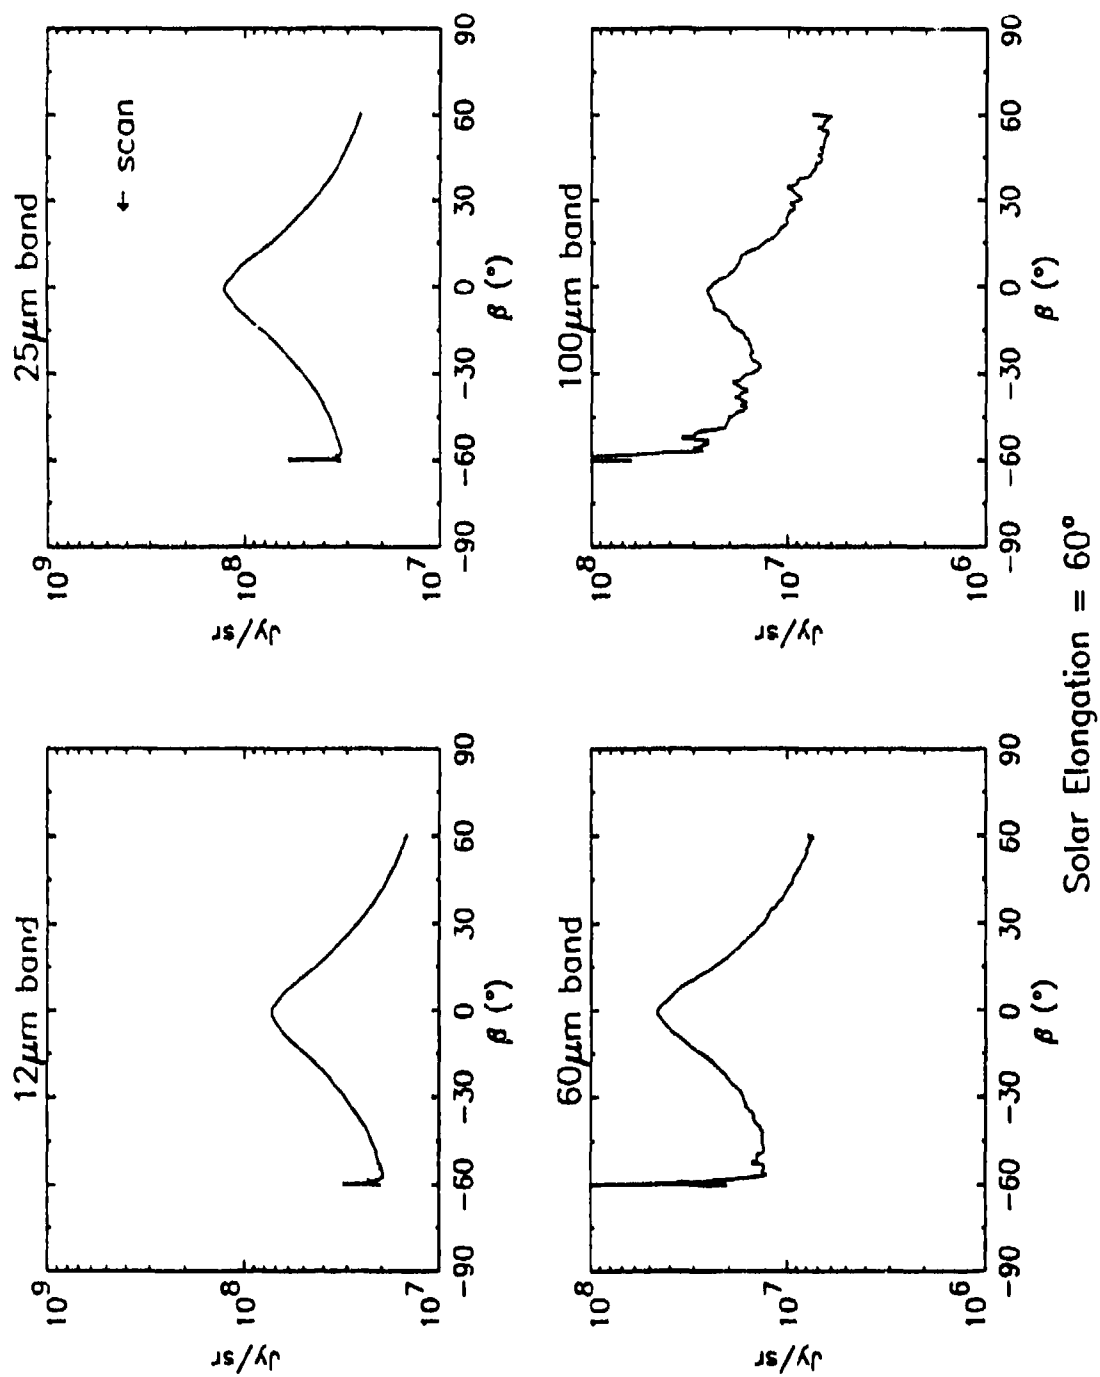 12μm band
10⁹
10⁸
10⁷
Jy/sr
−90 −60 −30 0 30 60 90
β (°)
25μm band
← scan
10⁹
10⁸
10⁷
Jy/sr
−90 −60 −30 0 30 60 90
β (°)
60μm band
10⁸
10⁷
10⁶
Jy/sr
−90 −60 −30 0 30 60 90
β (°)
100μm band
10⁸
10⁷
10⁶
Jy/sr
−90 −60 −30 0 30 60 90
β (°)
Solar Elongation = 60°